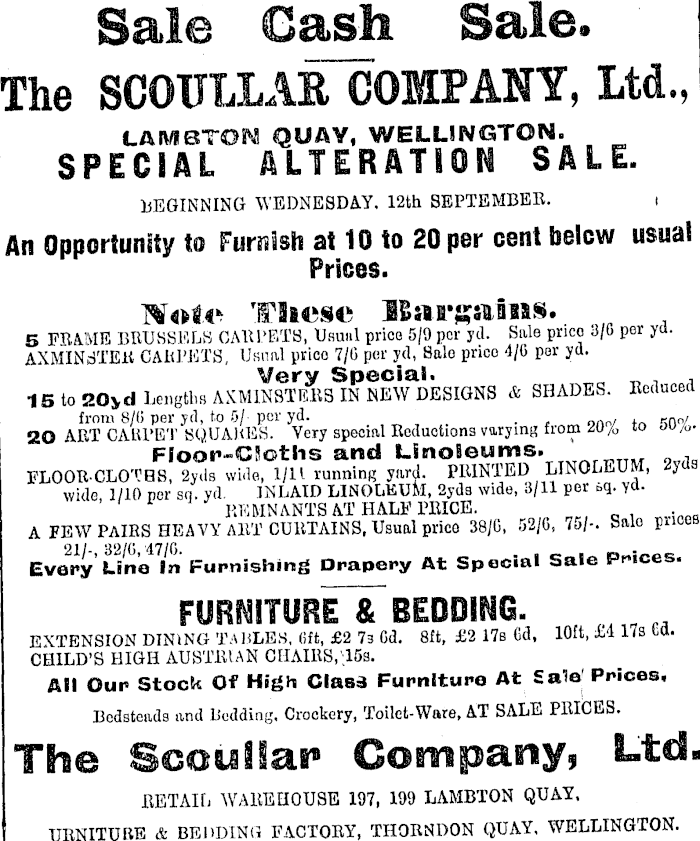 Sale Cash Sale.
The SCOULLAR COMPANY, Ltd.,
LAMBTON QUAY, WELLINGTON.
SPECIAL ALTERATION SALE.
BEGINNING WEDNESDAY, 12th SEPTEMBER.
An Opportunity to Furnish at 10 to 20 per cent below usual
Prices.
Note These Bargains.
5 FRAME BRUSSELS CARPETS, Usual price 5/9 per yd. Sale price 3/6 per yd.
AXMINSTER CARPETS, Usual price 7/6 per yd, Sale price 4/6 per yd.
Very Special.
15 to 20yd Lengths AXMINSTERS IN NEW DESIGNS & SHADES. Reduced
from 8/6 per yd, to 5/- per yd.
20 ART CARPET SQUARES. Very special Reductions varying from 20% to 50%.
Floor-Cloths and Linoleums.
FLOOR-CLOTHS, 2yds wide, 1/11 running yard. PRINTED LINOLEUM, 2yds
wide, 1/10 per sq. yd. INLAID LINOLEUM, 2yds wide, 3/11 per sq. yd.
REMNANTS AT HALF PRICE.
A FEW PAIRS HEAVY ART CURTAINS, Usual price 38/6, 52/6, 75/-. Sale prices
21/-, 32/6, 47/6.
Every Line In Furnishing Drapery At Special Sale Prices.
FURNITURE & BEDDING.
EXTENSION DINING TABLES, 6ft, £2 7s 6d. 8ft, £2 17s 6d, 10ft, £4 17s 6d.
CHILD'S HIGH AUSTRIAN CHAIRS, 15s.
All Our Stock Of High Class Furniture At Sale Prices,
Bedsteads and Bedding, Crockery, Toilet-Ware, AT SALE PRICES.
The Scoullar Company, Ltd.
RETAIL WAREHOUSE 197, 199 LAMBTON QUAY,
URNITURE & BEDDING FACTORY, THORNDON QUAY, WELLINGTON.